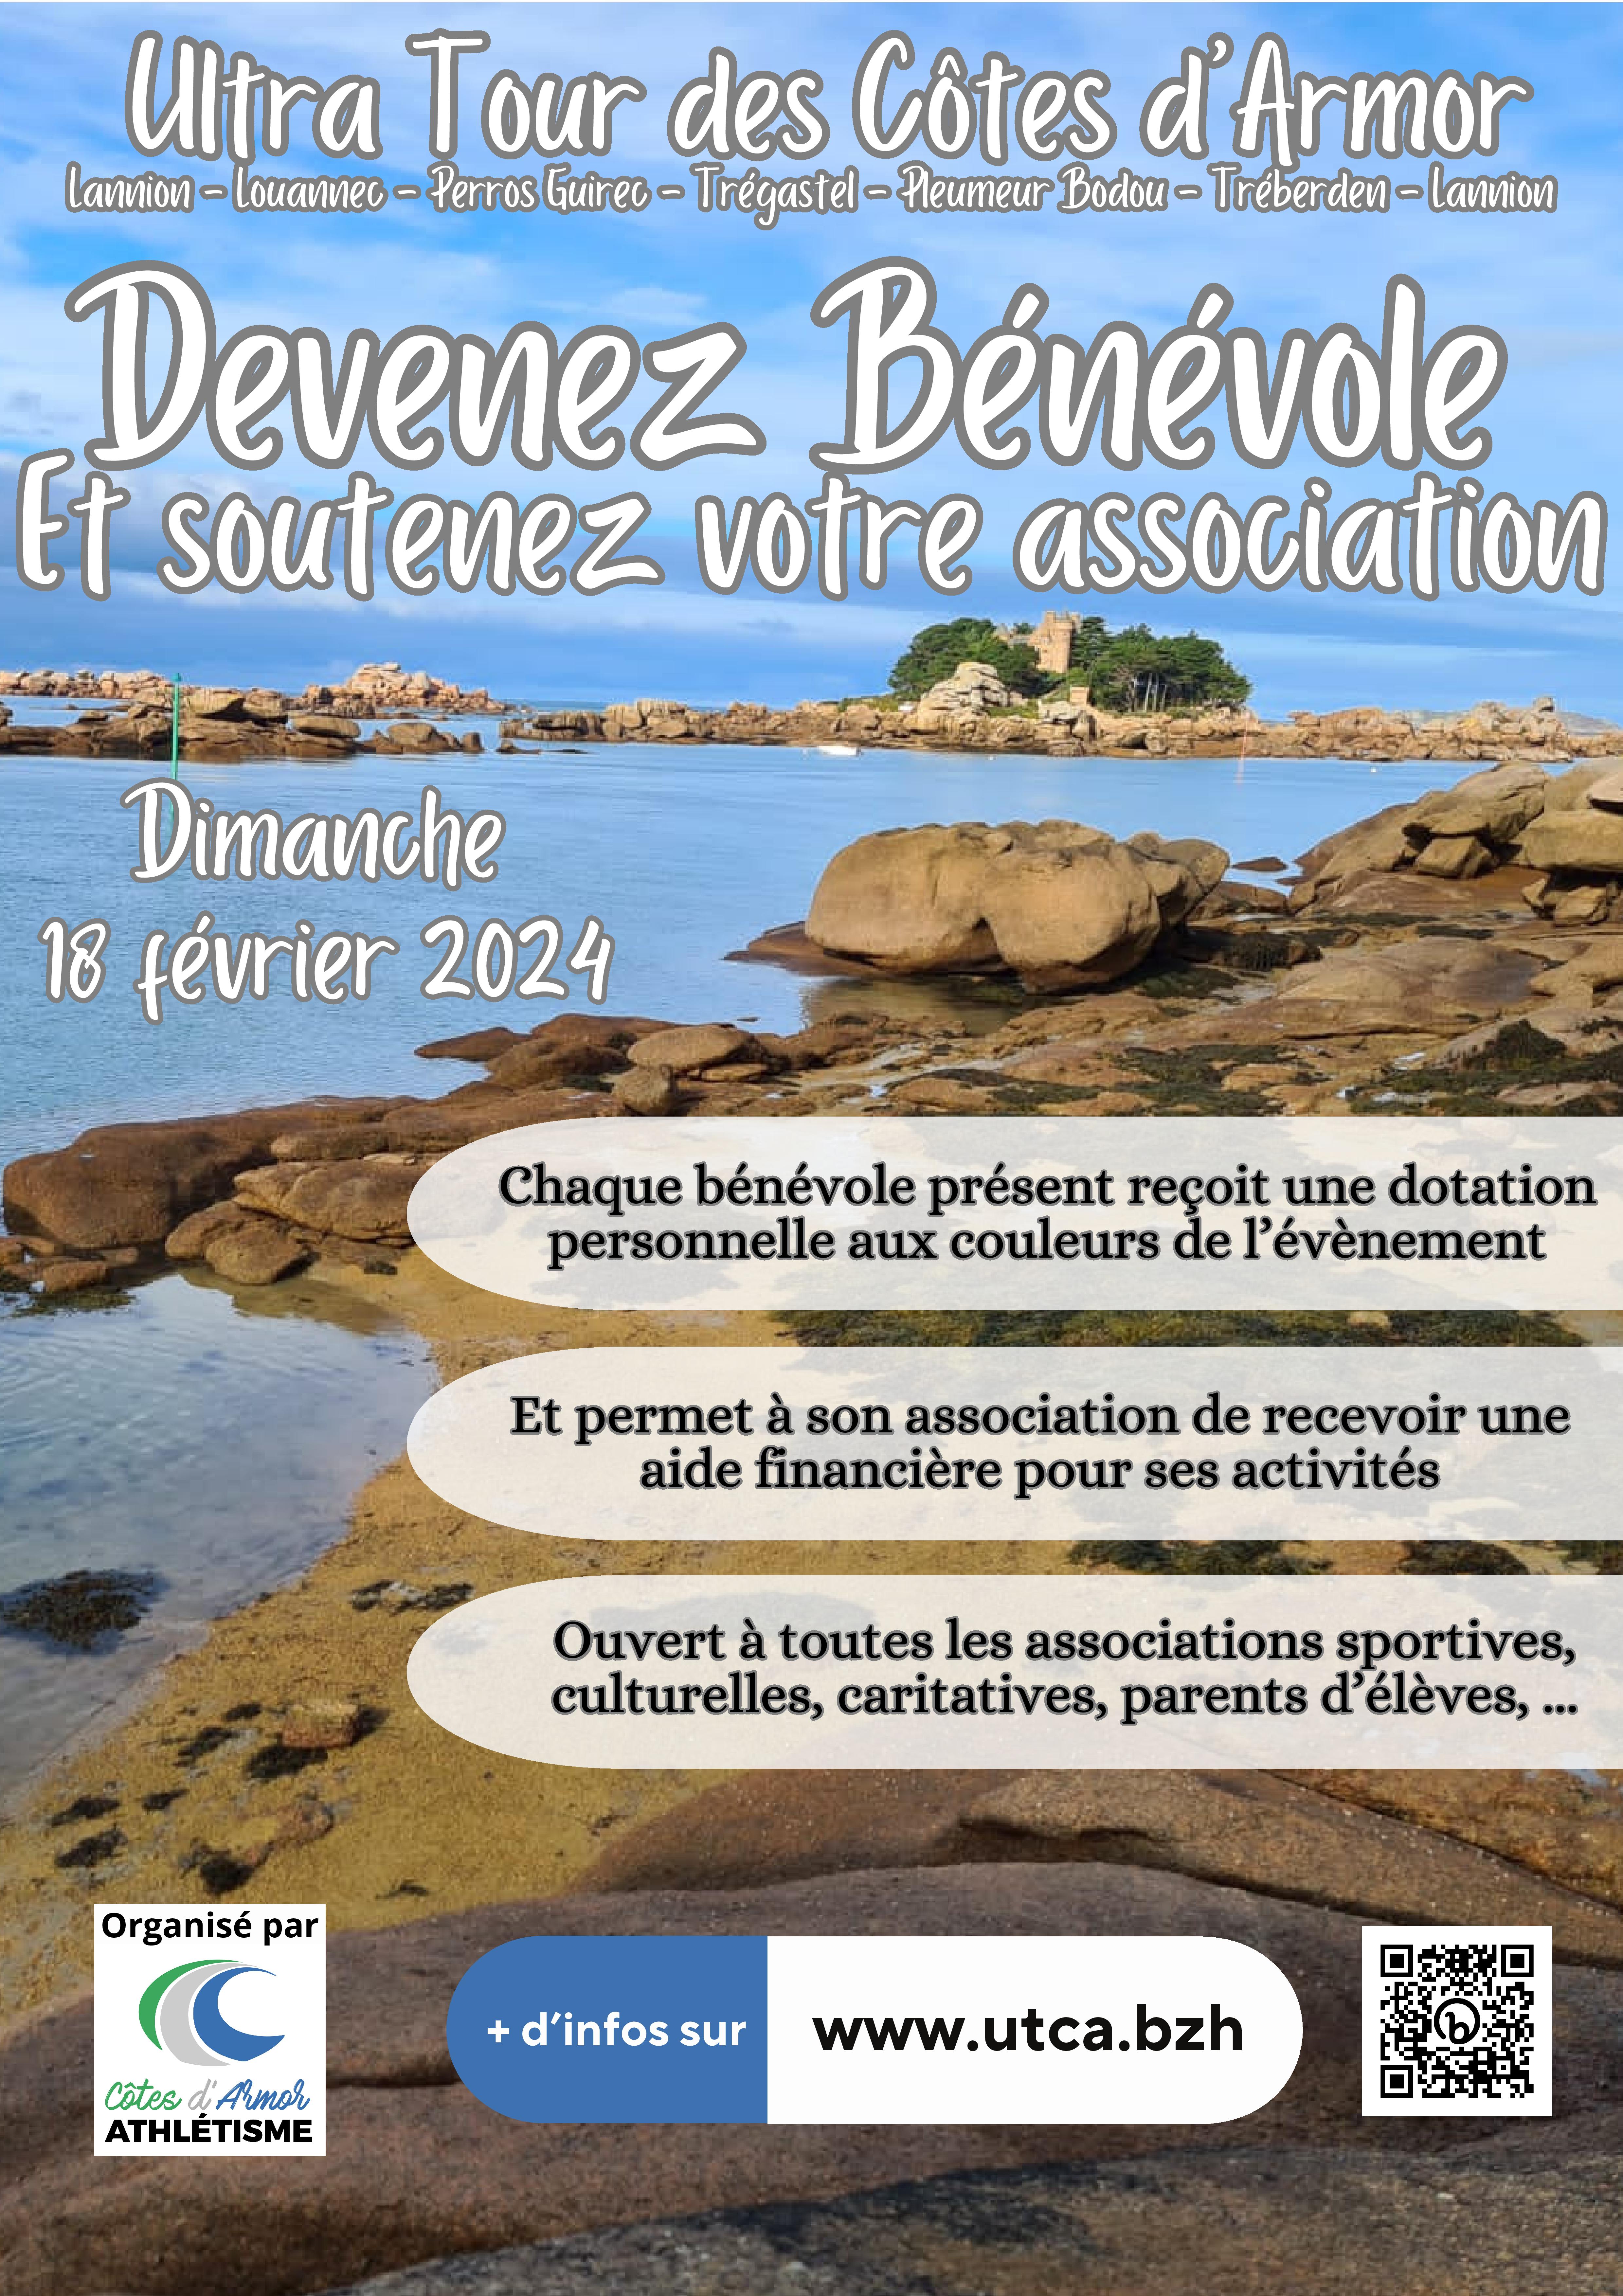 Ultra Tour des Côtes d'Armor
Lannion - Louannec - Perros Guirec - Trégastel - Pleumeur Bodou - Tréberden - Lannion
Devenez Bénévole
Et soutenez votre association
Dimanche
18 février 2024
Chaque bénévole présent reçoit une dotation
personnelle aux couleurs de l'évènement
Et permet à son association de recevoir une
aide financière pour ses activités
Ouvert à toutes les associations sportives,
culturelles, caritatives, parents d'élèves, ...
Organisé par
Côtes d'Armor
ATHLÉTISME
+ d'infos sur
www.utca.bzh
b